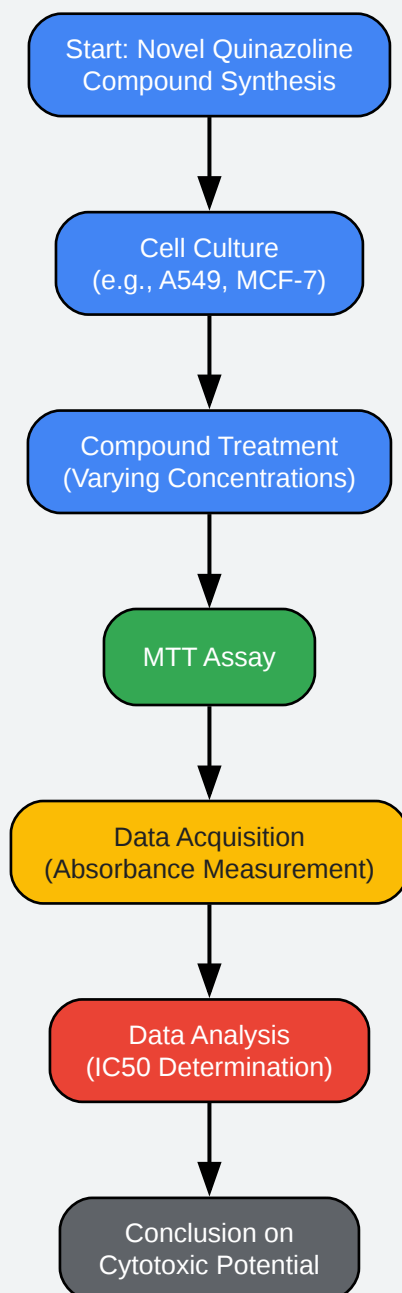 Start: Novel Quinazoline
Compound Synthesis
Cell Culture
(e.g., A549, MCF-7)
Compound Treatment
(Varying Concentrations)
MTT Assay
Data Acquisition
(Absorbance Measurement)
Data Analysis
(IC50 Determination)
Conclusion on
Cytotoxic Potential